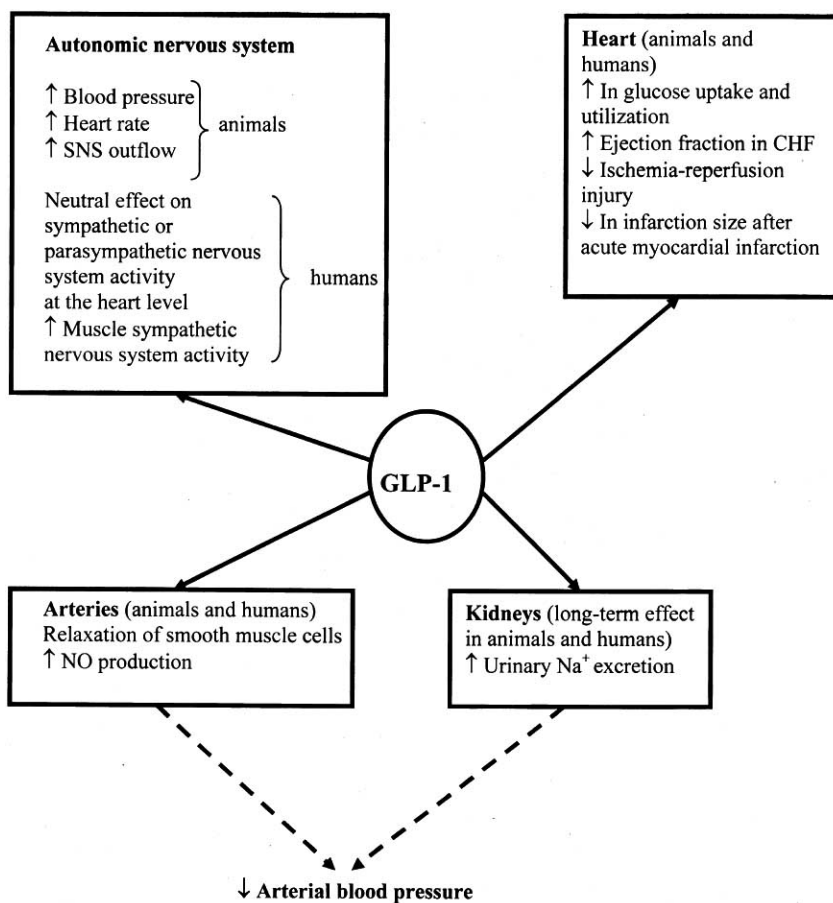 Autonomic nervous system
↑ Blood pressure
↑ Heart rate
↑ SNS outflow
animals
Neutral effect on
sympathetic or
parasympathetic nervous
system activity
at the heart level
↑ Muscle sympathetic
nervous system activity
humans
Heart (animals and
humans)
↑ In glucose uptake and
utilization
↑ Ejection fraction in CHF
↓ Ischemia-reperfusion
injury
↓ In infarction size after
acute myocardial infarction
GLP-1
Arteries (animals and humans)
Relaxation of smooth muscle cells
↑ NO production
Kidneys (long-term effect
in animals and humans)
↑ Urinary Na⁺ excretion
↓ Arterial blood pressure